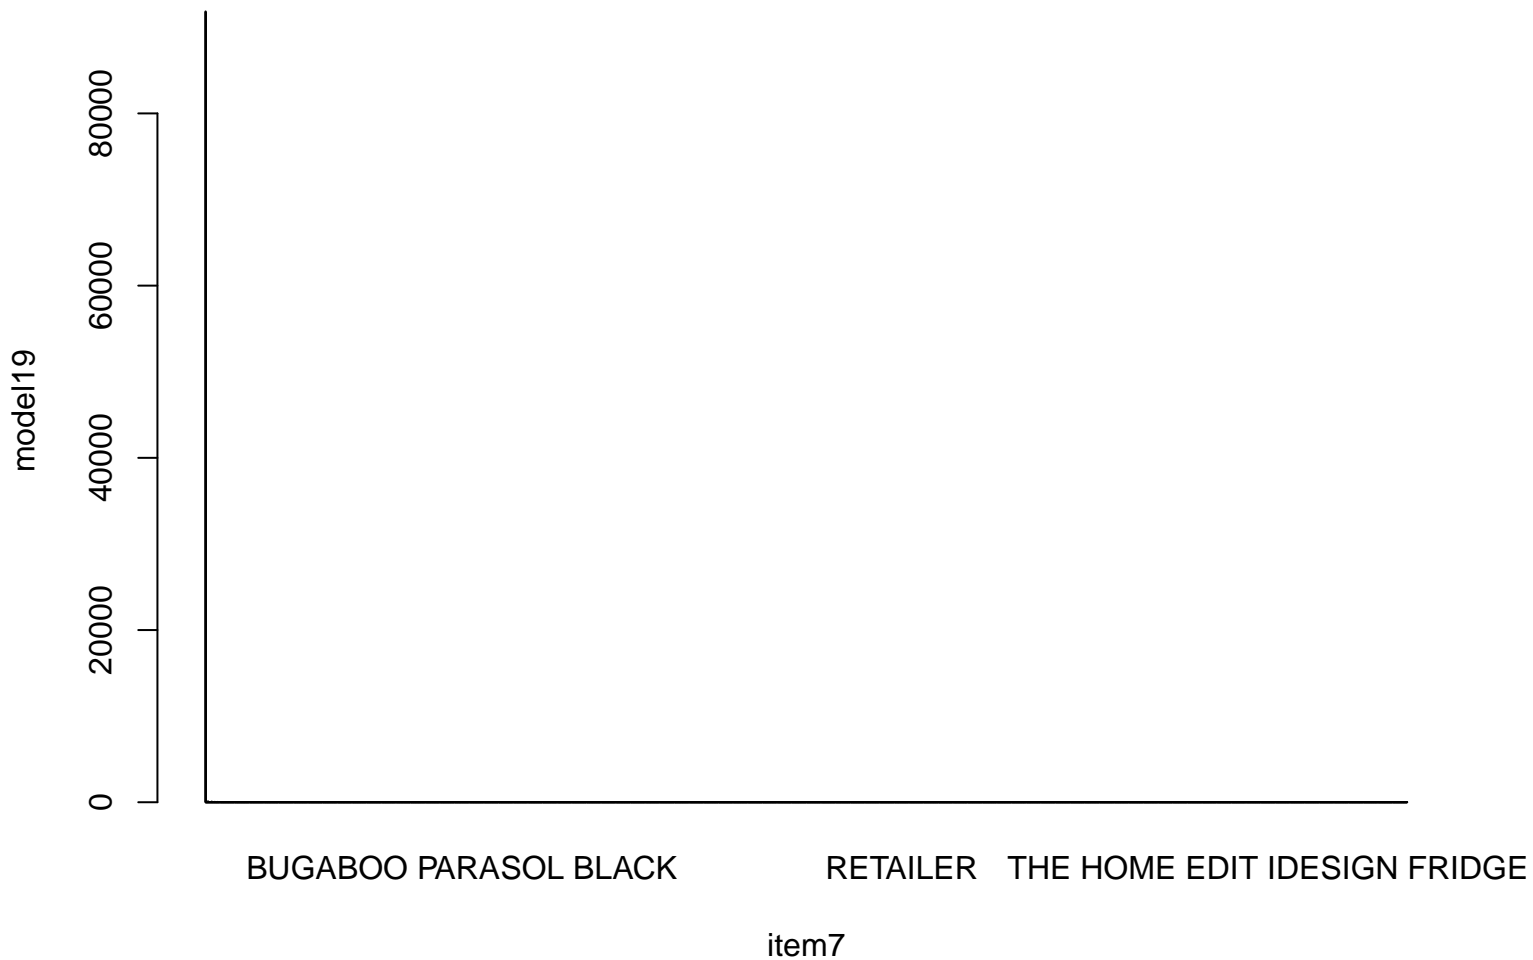 80000
60000
40000
20000
0
model19
BUGABOO PARASOL BLACK
RETAILER
THE HOME EDIT IDESIGN FRIDGE
item7